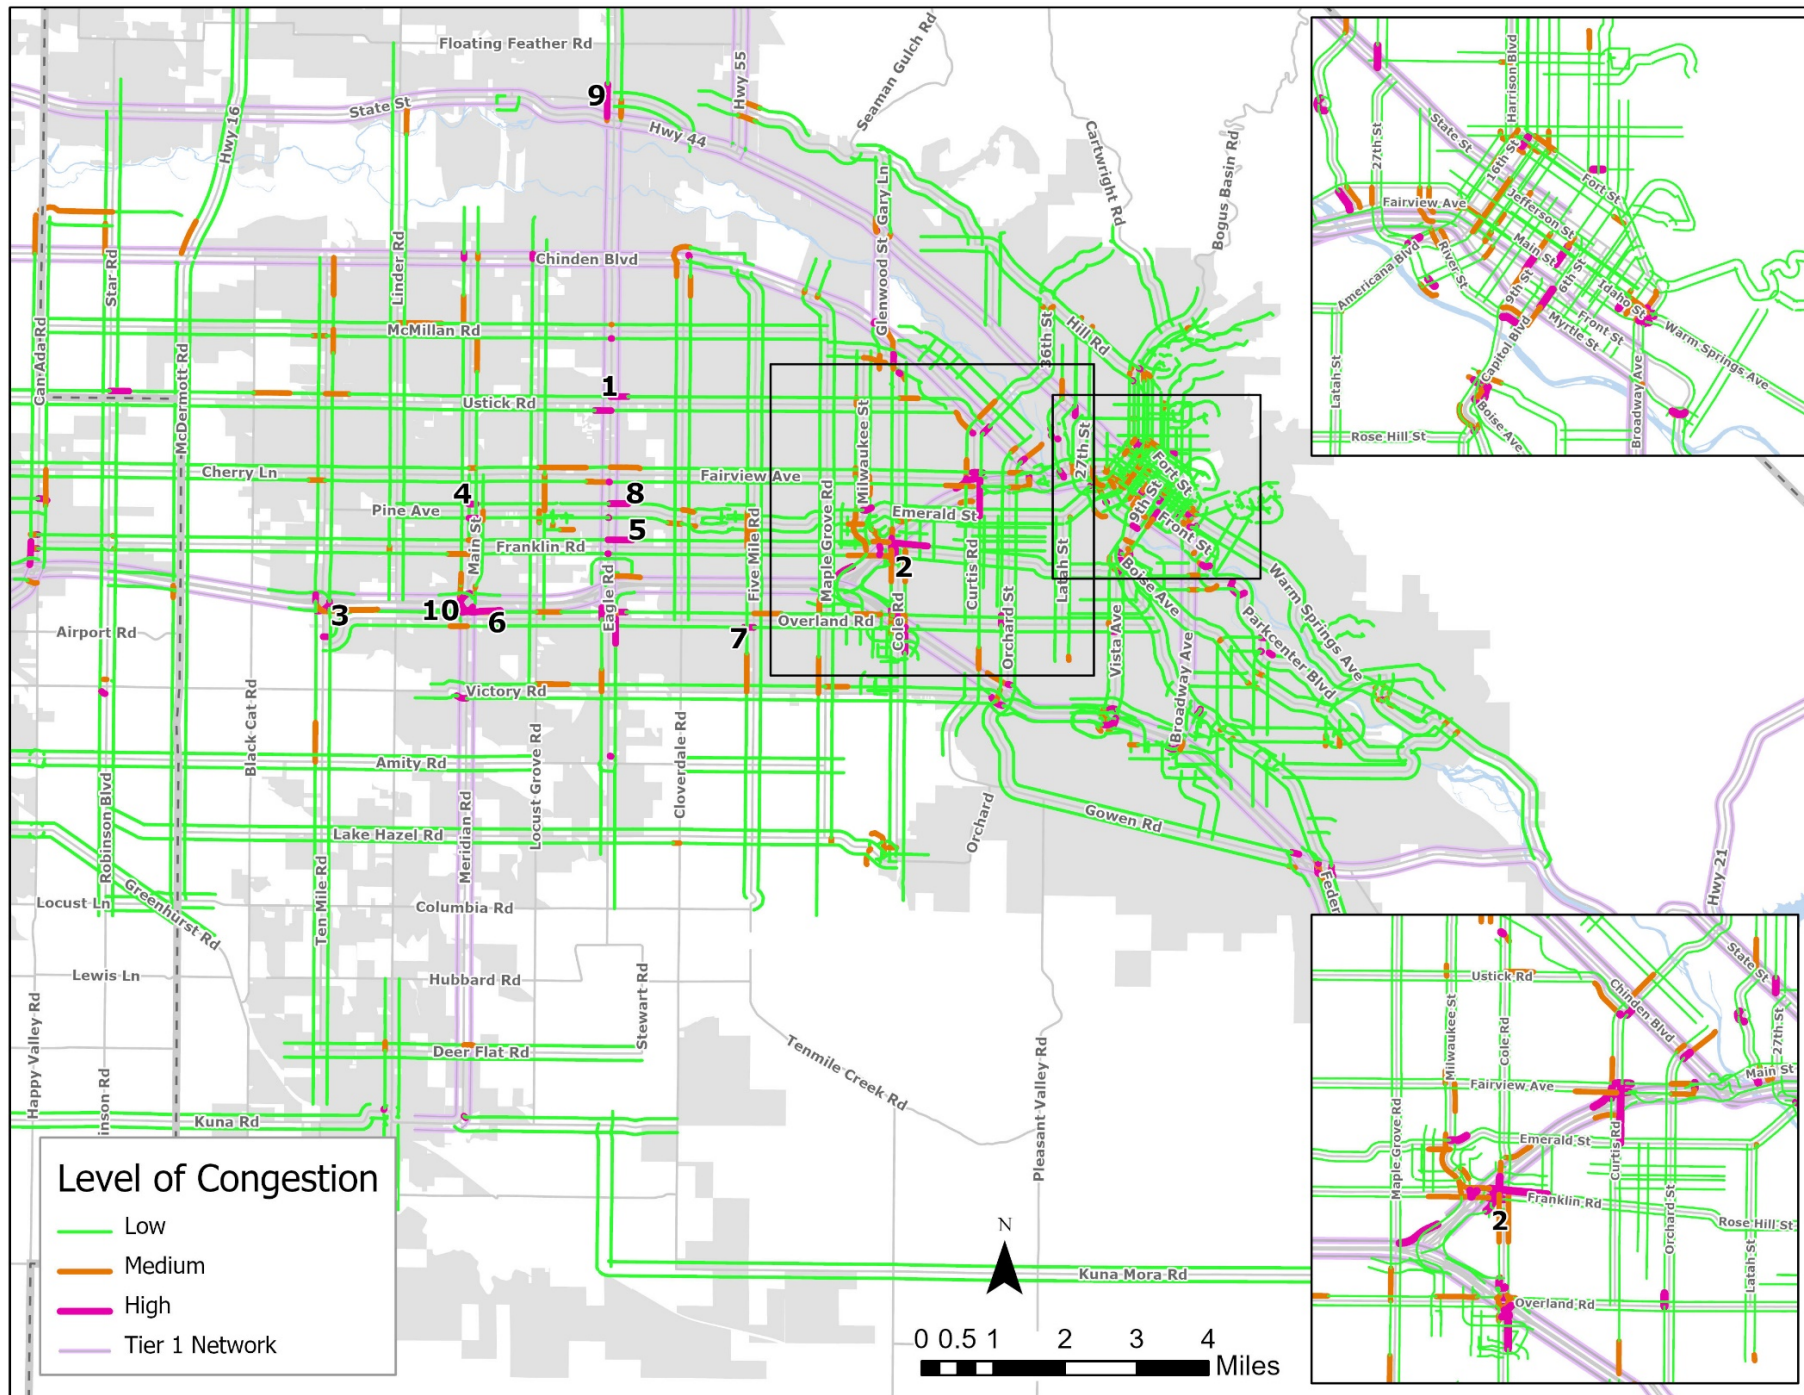 Floating Feather Rd
Hwy 55
Seaman Gulch Rd
State St
9
Hwy 44
Hwy 16
Cartwright Rd
Bogus Basin Rd
Gary Ln
Glenwood St
Star Rd
Linder Rd
Chinden Blvd
Can Ada Rd
McDermott Rd
McMillan Rd
36th St
Hill Rd
1
Ustick Rd
Milwaukee St
27th St
Cherry Ln
Fairview Ave
Fort St
4
8
Pine Ave
Main St
Maple Grove Rd
Emerald St
9th St
Front St
5
Franklin Rd
Five Mile Rd
2
Curtis Rd
Latah St
Boise Ave
Warm Springs Ave
Eagle Rd
3
10
6
7
Overland Rd
Cole Rd
Orchard St
Vista Ave
Broadway Ave
Parkcenter Blvd
Airport Rd
Victory Rd
Black Cat Rd
Locust Grove Rd
Cloverdale Rd
Amity Rd
Robinson Blvd
Meridian Rd
Lake Hazel Rd
Orchard
Gowen Rd
Feder
Hwy 21
Locust Ln
Greenhurst Rd
Ten Mile Rd
Columbia Rd
Lewis Ln
Hubbard Rd
Stewart Rd
Happy Valley Rd
inson Rd
Deer Flat Rd
Tenmile Creek Rd
Pleasant Valley Rd
Kuna Rd
Kuna Mora Rd
Level of Congestion
Low
Medium
High
Tier 1 Network
N
0 0.5 1 2 3 4
Miles
Harrison Blvd
27th St
State St
16th St
Fort St
Fairview Ave
Jefferson St
Main St
Americana Blvd
River St
9th St
6th St
Idaho St
Front St
Myrtle St
Warm Springs Ave
Capitol Blvd
Latah St
Broadway Ave
Boise Ave
Rose Hill St
State St
Ustick Rd
Chinden Blvd
Milwaukee St
Cole Rd
27th St
Main St
Fairview Ave
Maple Grove Rd
Emerald St
Curtis Rd
Franklin Rd
2
Orchard St
Rose Hill St
Latah St
Overland Rd